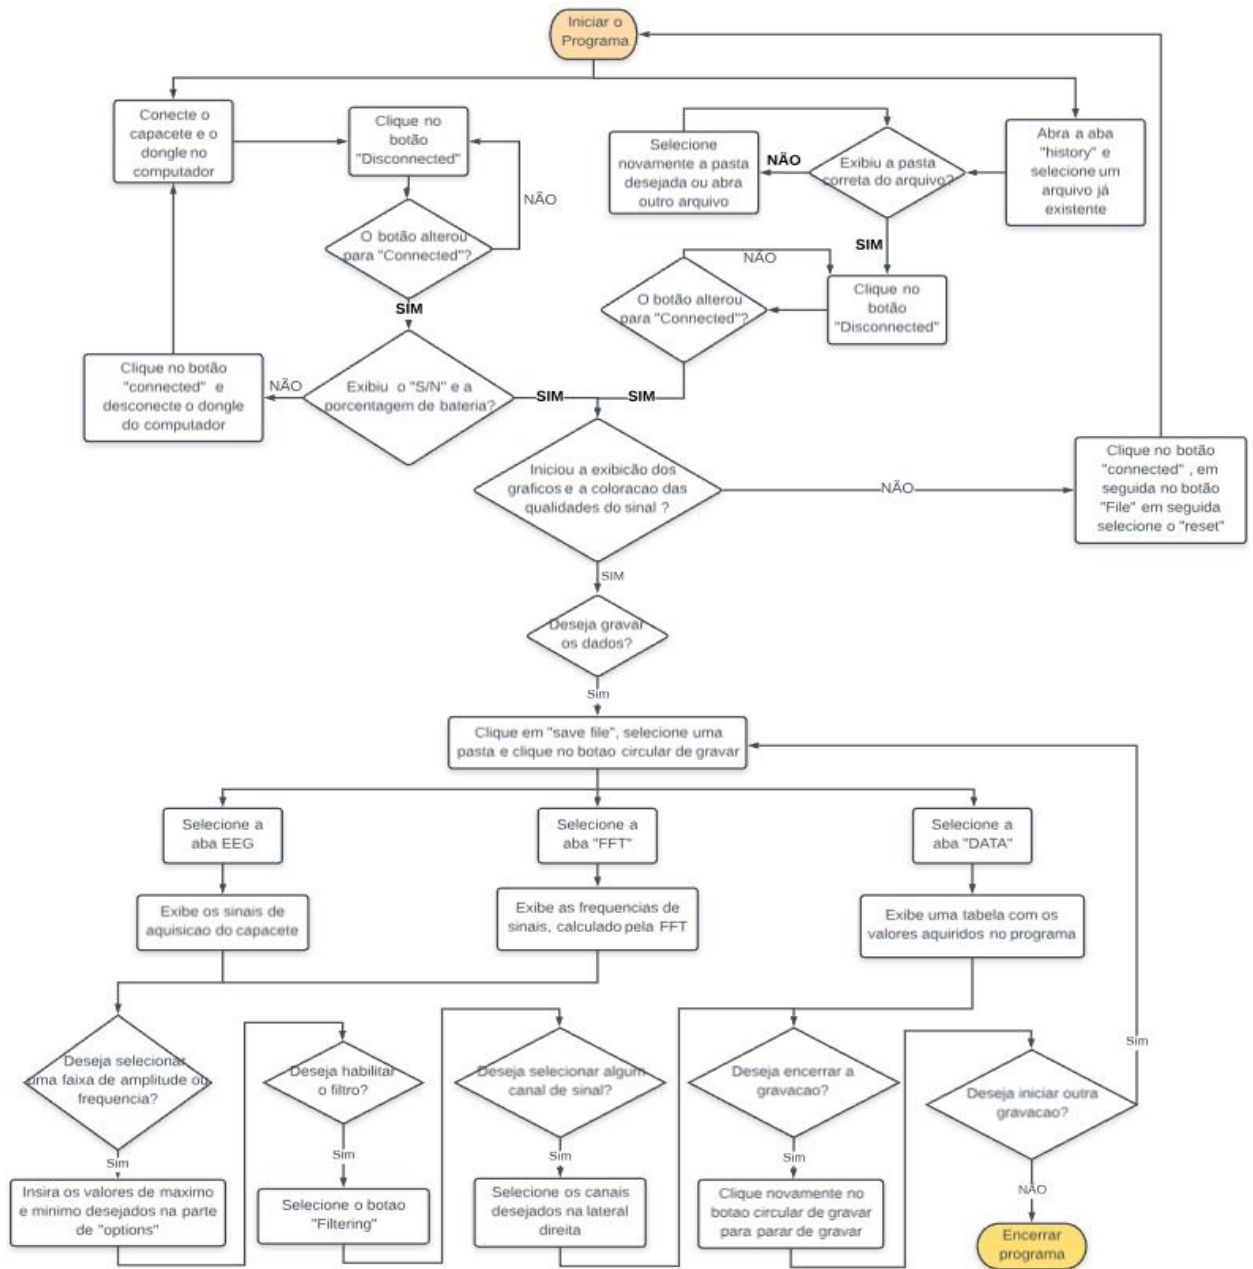 Iniciar o
Programa
Conecte o
capacete e o
dongle no
computador
Clique no
botão
"Disconnected"
NÃO
O botão alterou
para "Connected"?
SIM
Selecione
novamente a pasta
desejada ou abra
outro arquivo
NÃO
Exibiu a pasta
correta do arquivo?
Abra a aba
"history" e
selecione um
arquivo já
existente
SIM
NÃO
O botão alterou
para "Connected"?
Clique no
botão
"Disconnected"
Clique no botão
"connected" e
desconecte o dongle
do computador
NÃO
Exibiu o "S/N" e a
porcentagem de bateria?
SIM
SIM
Iniciou a exibicão dos
graficos e a coloracao das
qualidades do sinal ?
NÃO
Clique no botão
"connected" , em
seguida no botão
"File" em seguida
selecione o "reset"
SIM
Deseja gravar
os dados?
Sim
Clique em "save file", selecione uma
pasta e clique no botao circular de gravar
Selecione a
aba EEG
Selecione a
aba "FFT"
Selecione a
aba "DATA"
Exibe os sinais de
aquisicao do capacete
Exibe as frequencias de
sinais, calculado pela FFT
Exibe uma tabela com os
valores aquiridos no programa
Sim
Deseja selecionar
uma faixa de amplitude ou
frequencia?
Deseja habilitar
o filtro?
Deseja selecionar algum
canal de sinal?
Deseja encerrar a
gravacao?
Deseja iniciar outra
gravacao?
Sim
Sim
Sim
Sim
NÃO
Insira os valores de maximo
e minimo desejados na parte
de "options"
Selecione o botao
"Filtering"
Selecione os canais
desejados na lateral
direita
Clique novamente no
botao circular de gravar
para parar de gravar
Encerrar
programa